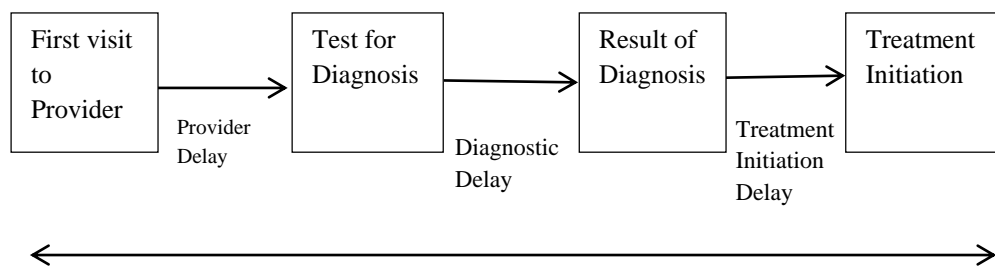 First visit
to
Provider
Provider
Delay
Test for
Diagnosis
Diagnostic
Delay
Result of
Diagnosis
Treatment
Initiation
Delay
Treatment
Initiation